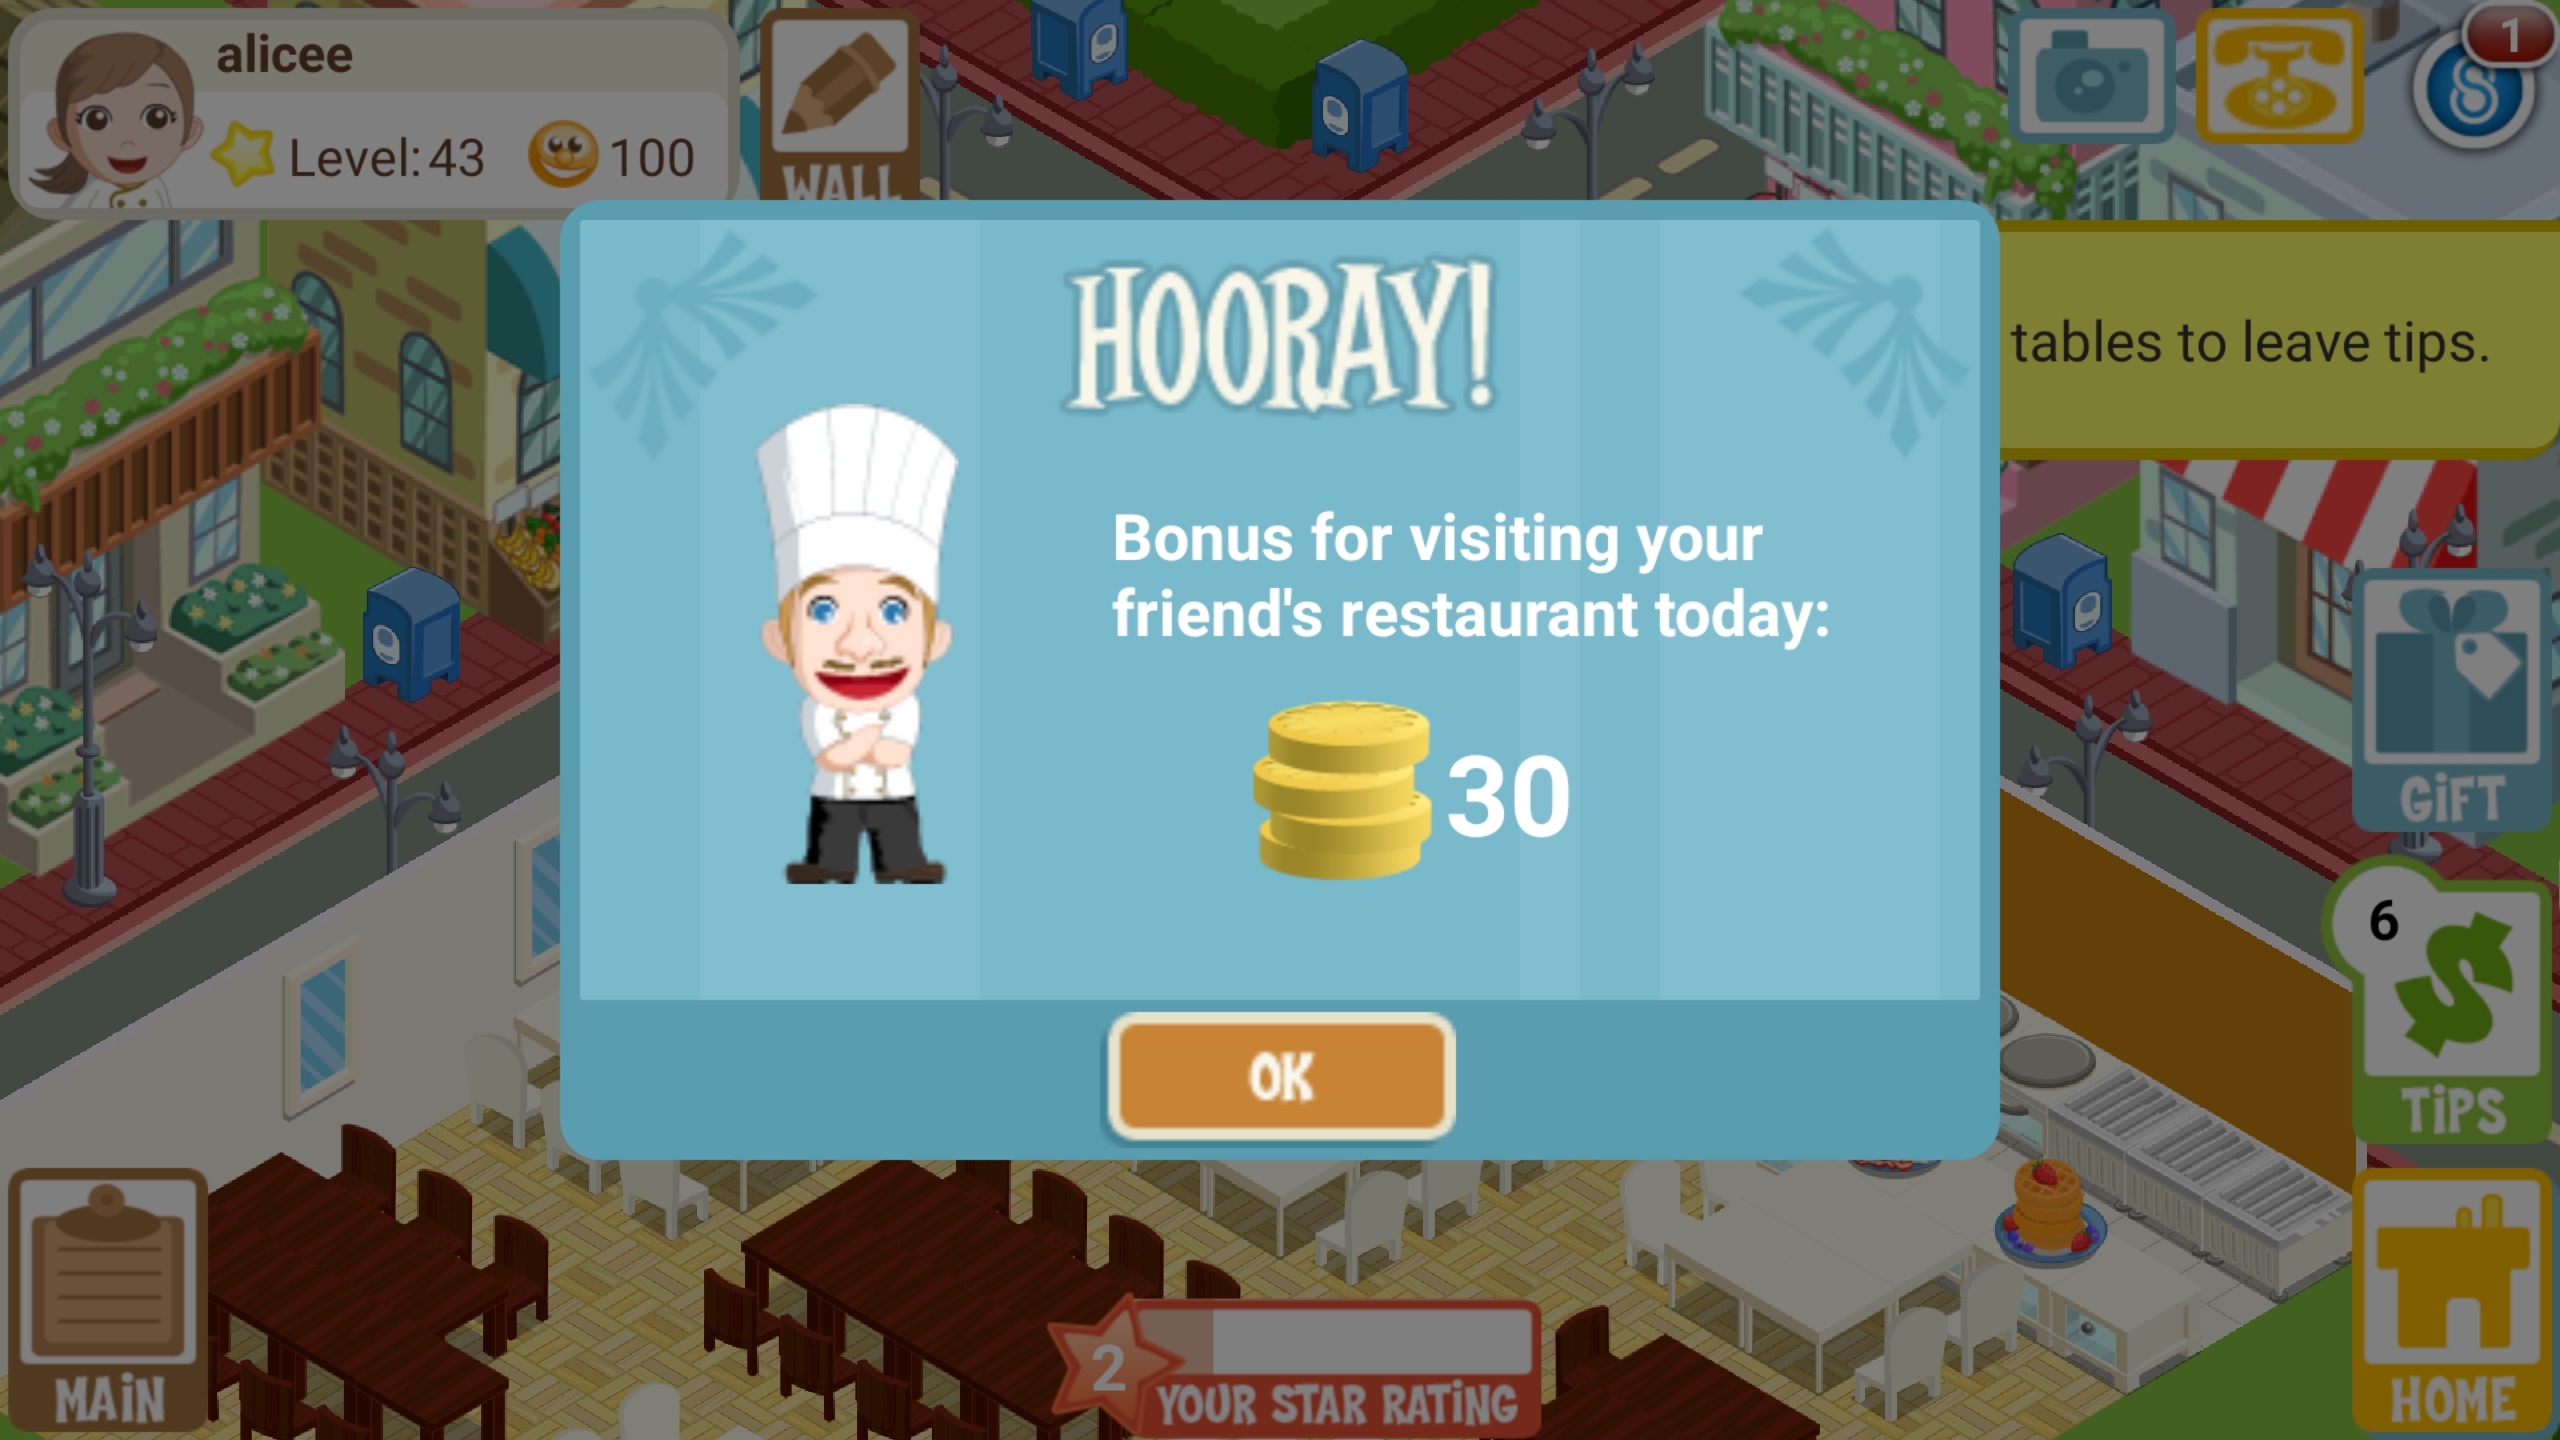 alicee
Level: 43
100
WALL
1
HOORAY!
tables to leave tips.
Bonus for visiting your
friend's restaurant today:
30
GIFT
OK
6
TIPS
MAIN
2
YOUR STAR RATING
HOME